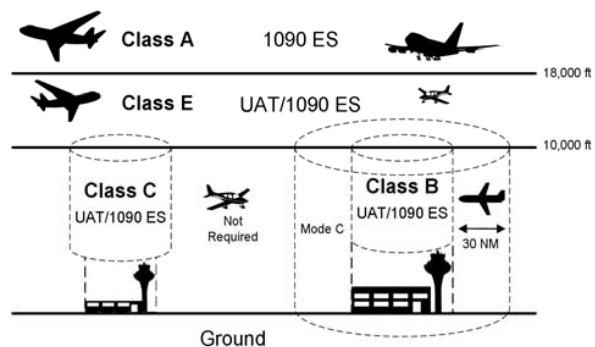 Class A
1090 ES
18,000 ft
Class E
UAT/1090 ES
10,000 ft
Class C
UAT/1090 ES
Not
Required
Mode C
Class B
UAT/1090 ES
30 NM
Ground